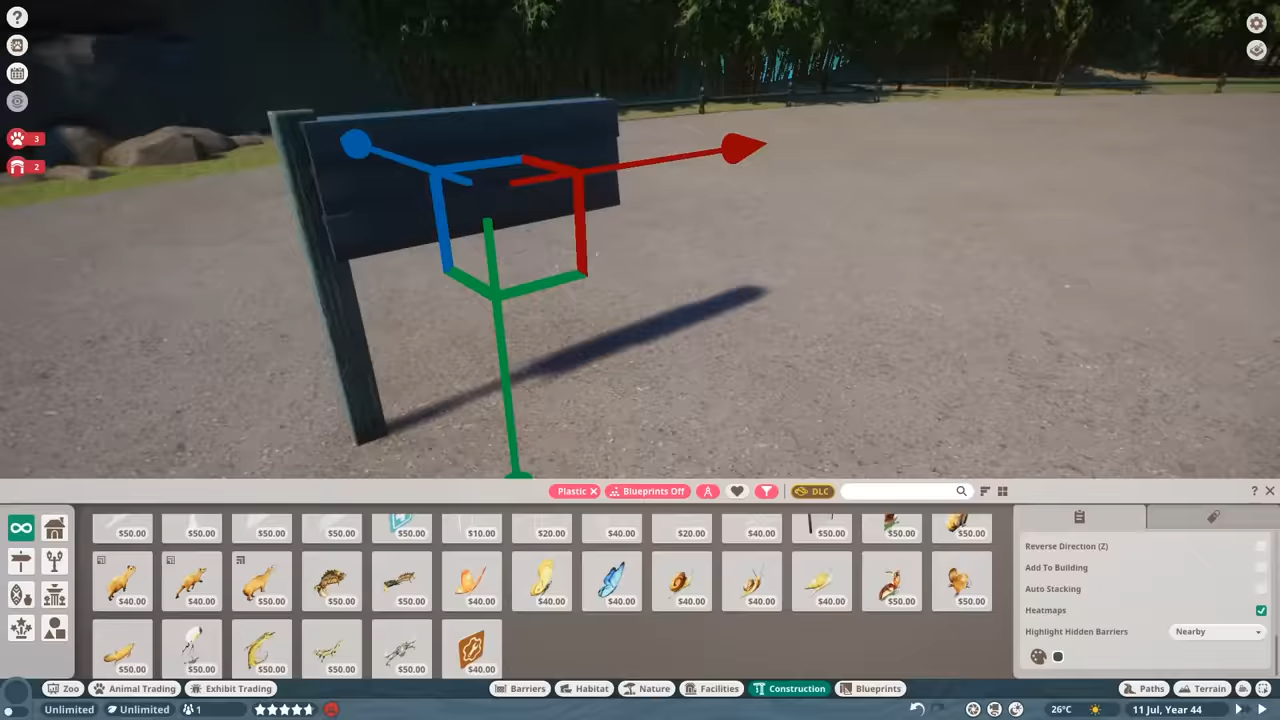 ?
3
2
Plastic ×
Blueprints Off
DLC
? ×
$50.00 $50.00 $50.00 $50.00 $50.00 $10.00 $20.00 $40.00 $20.00 $40.00 $50.00 $50.00 $50.00
$40.00 $40.00 $50.00 $50.00 $50.00 $40.00 $40.00 $40.00 $40.00 $40.00 $40.00 $50.00 $50.00
$50.00 $50.00 $50.00 $50.00 $50.00 $40.00
Reverse Direction (Z)
Add To Building
Auto Stacking
Heatmaps
Highlight Hidden Barriers Nearby
Zoo Animal Trading Exhibit Trading Barriers Habitat Nature Facilities Construction Blueprints Paths Terrain
Unlimited Unlimited 1 26°C 11 Jul, Year 44